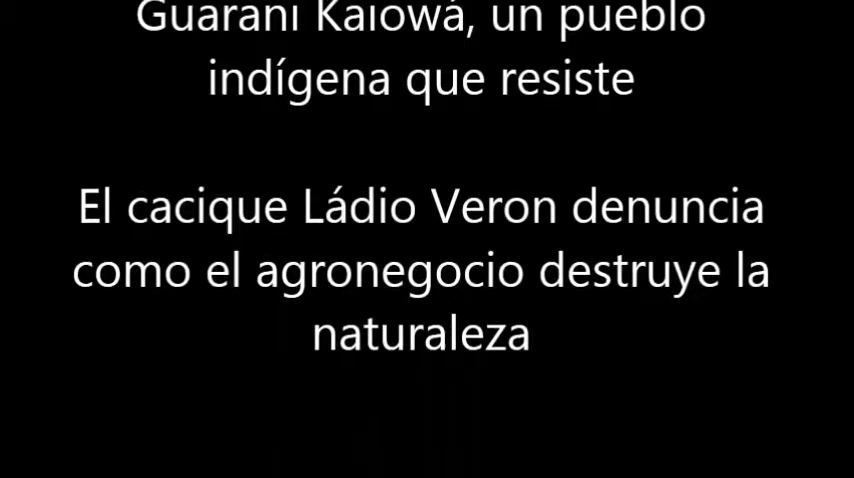 Guarani Kaiowá, un pueblo
indígena que resiste
El cacique Ládio Veron denuncia
como el agronegocio destruye la
naturaleza